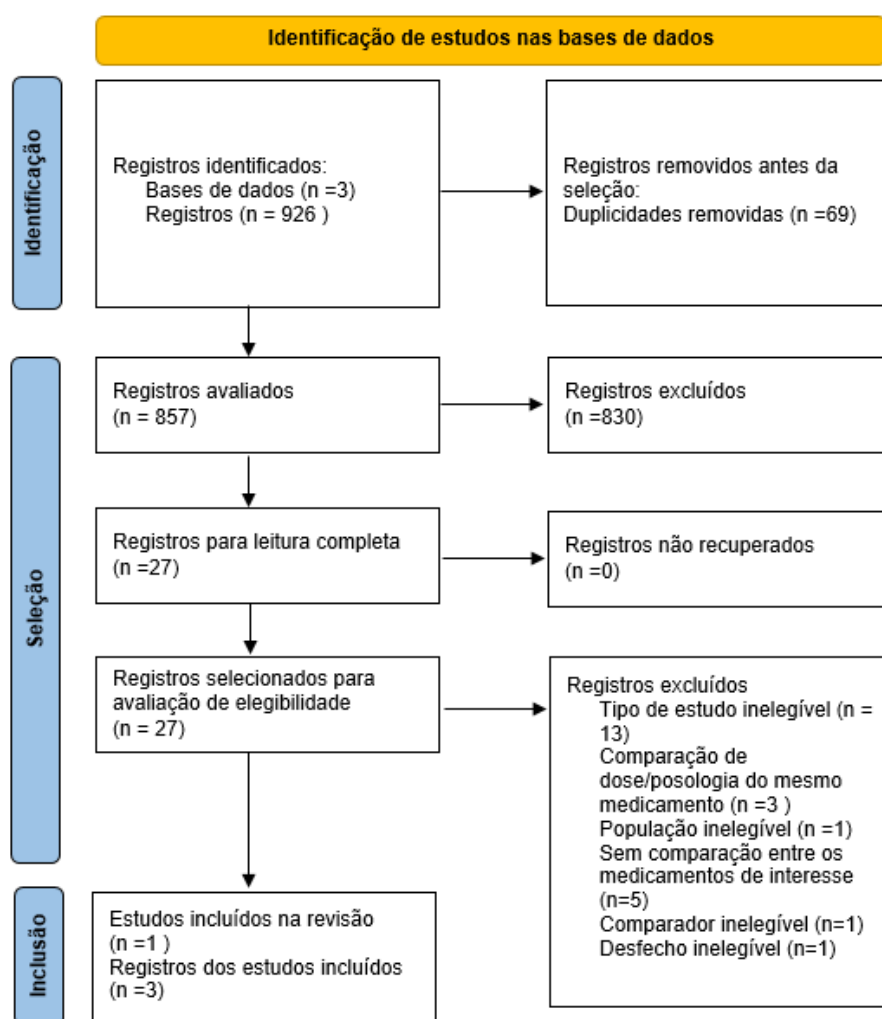 Identificação de estudos nas bases de dados
Identificação
Registros identificados:
Bases de dados (n =3)
Registros (n = 926 )
Registros removidos antes da
seleção:
Duplicidades removidas (n =69)
Seleção
Registros avaliados
(n = 857)
Registros excluídos
(n =830)
Registros para leitura completa
(n =27)
Registros não recuperados
(n =0)
Registros selecionados para
avaliação de elegibilidade
(n = 27)
Registros excluídos
Tipo de estudo inelegível (n =
13)
Comparação de
dose/posologia do mesmo
medicamento (n =3 )
População inelegível (n =1)
Sem comparação entre os
medicamentos de interesse
(n=5)
Comparador inelegível (n=1)
Desfecho inelegível (n=1)
Inclusão
Estudos incluídos na revisão
(n =1 )
Registros dos estudos incluídos
(n =3)